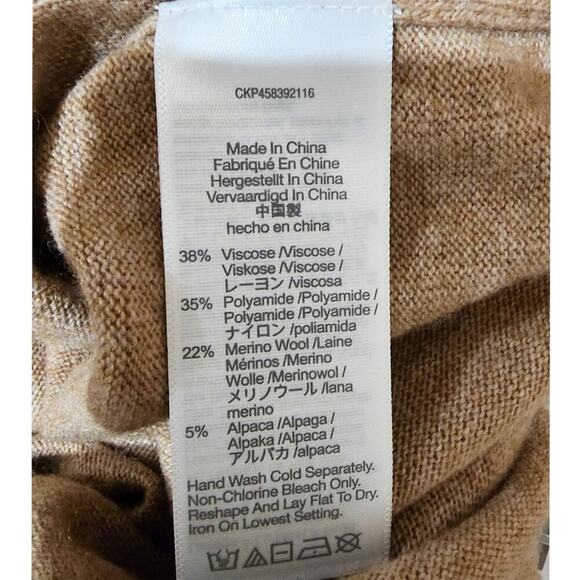 CKP458392116
Made In China
Fabriqué En Chine
Hergestellt In China
Vervaardigd In China
中国製
hecho en china
38% Viscose /Viscose /
Viskose /Viscose /
レーヨン /viscosa
35% Polyamide /Polyamide /
Polyamide /Polyamide /
ナイロン /poliamida
22% Merino Wool /Laine
Mérinos /Merino
Wolle /Merinowol /
メリノウール /lana
merino
5% Alpaca /Alpaga /
Alpaka /Alpaca /
アルパカ /alpaca
Hand Wash Cold Separately.
Non-Chlorine Bleach Only.
Reshape And Lay Flat To Dry.
Iron On Lowest Setting.